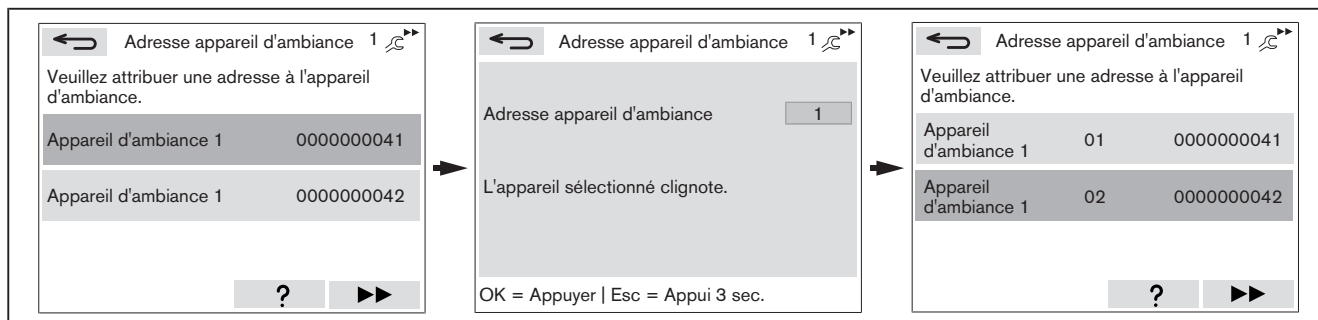 Adresse appareil d'ambiance 1
Veuillez attribuer une adresse à l'appareil
d'ambiance.
Appareil d'ambiance 1 0000000041
Appareil d'ambiance 1 0000000042
?
Adresse appareil d'ambiance 1
Adresse appareil d'ambiance 1
L'appareil sélectionné clignote.
OK = Appuyer | Esc = Appui 3 sec.
Adresse appareil d'ambiance 1
Veuillez attribuer une adresse à l'appareil
d'ambiance.
Appareil
d'ambiance 1 01 0000000041
Appareil
d'ambiance 1 02 0000000042
?